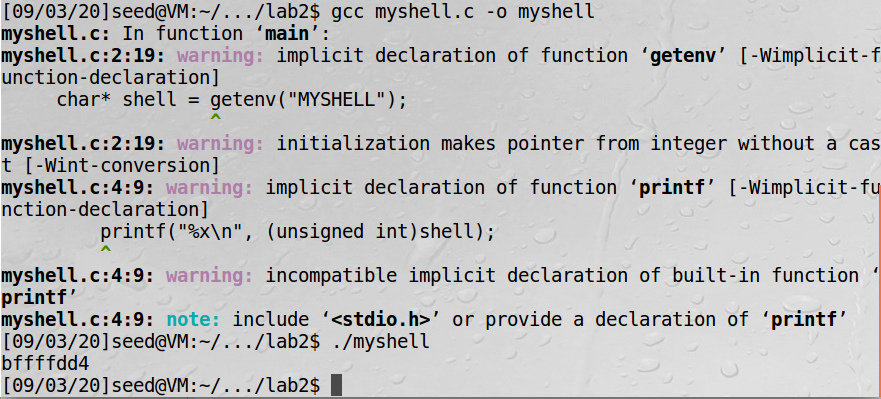 [09/03/20]seed@VM:~/.../lab2$ gcc myshell.c -o myshell
myshell.c: In function ‘main’:
myshell.c:2:19: warning: implicit declaration of function ‘getenv’ [-Wimplicit-f
unction-declaration]
     char* shell = getenv("MYSHELL");
                   ^
myshell.c:2:19: warning: initialization makes pointer from integer without a cas
t [-Wint-conversion]
myshell.c:4:9: warning: implicit declaration of function ‘printf’ [-Wimplicit-fu
nction-declaration]
         printf("%x\n", (unsigned int)shell);
         ^
myshell.c:4:9: warning: incompatible implicit declaration of built-in function ‘
printf’
myshell.c:4:9: note: include ‘<stdio.h>’ or provide a declaration of ‘printf’
[09/03/20]seed@VM:~/.../lab2$ ./myshell
bffffdd4
[09/03/20]seed@VM:~/.../lab2$